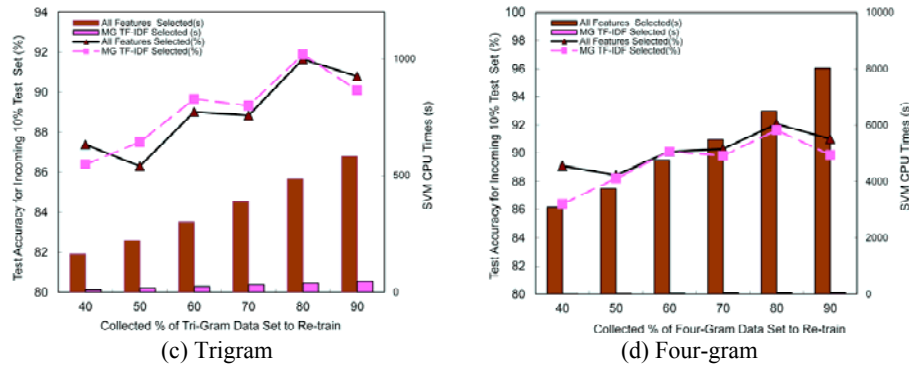 All Features Selected(s)
MG TF-IDF Selected (s)
All Features Selected(%)
MG TF-IDF Selected(%)
Test Accuracy for Incoming 10% Test Set (%)
94
92
90
88
86
84
82
80
1000
500
0
SVM CPU Times (s)
40 50 60 70 80 90
Collected % of Tri-Gram Data Set to Re-train
(c) Trigram
All Features Selected(s)
MG TF-IDF Selected (s)
All Features Selected(%)
MG TF-IDF Selected(%)
Test Accuracy for Incoming 10% Test Set (%)
100
98
96
94
92
90
88
86
84
82
80
10000
8000
6000
4000
2000
0
SVM CPU Times (s)
40 50 60 70 80 90
Collected % of Four-Gram Data Set to Re-train
(d) Four-gram